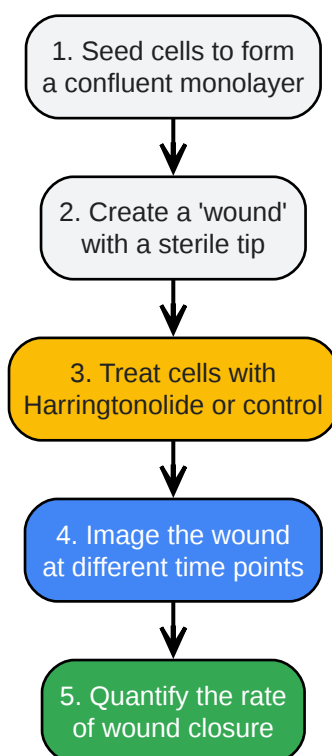 1. Seed cells to form
a confluent monolayer
2. Create a 'wound'
with a sterile tip
3. Treat cells with
Harringtonolide or control
4. Image the wound
at different time points
5. Quantify the rate
of wound closure